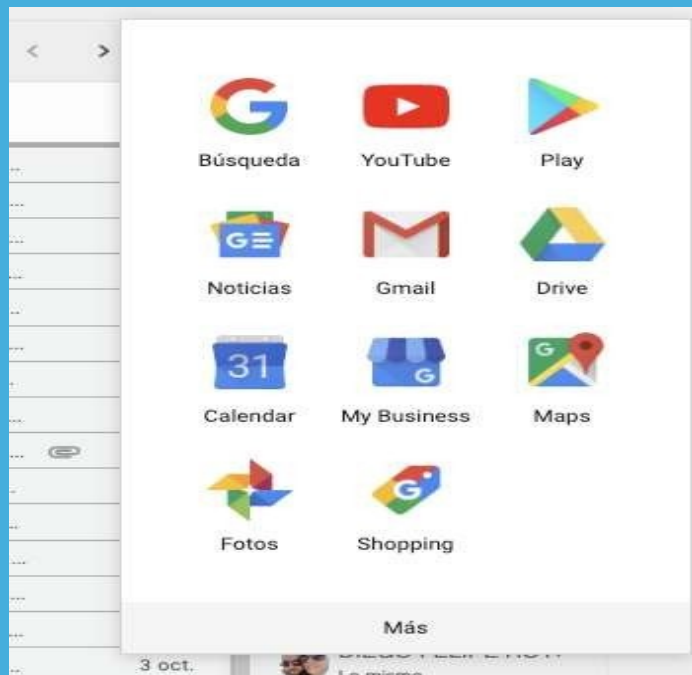 Búsqueda YouTube Play
Noticias Gmail Drive
31
Calendar My Business Maps
Fotos Shopping
Más
3 oct.